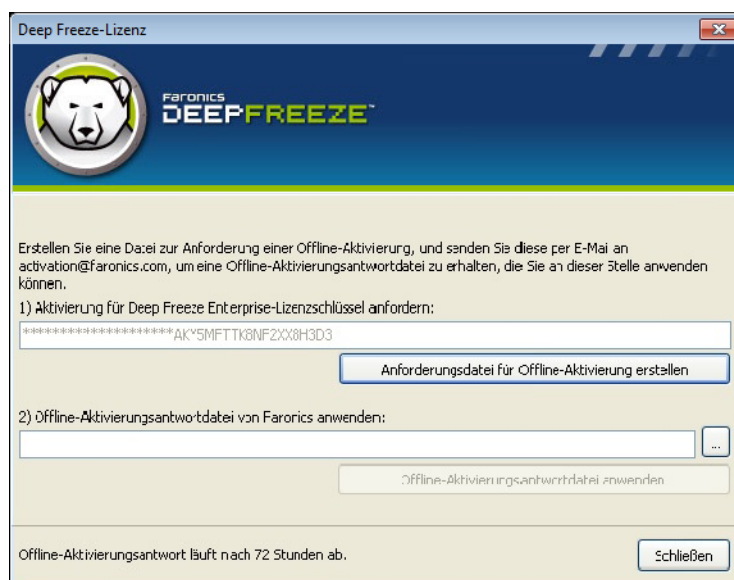 Deep Freeze-Lizenz
FARONICS
DEEPFREEZE™
Erstellen Sie eine Datei zur Anforderung einer Offline-Aktivierung, und senden Sie diese per E-Mai an
activation@faronics.com, um eine Offline-Aktivierungsantwortdatei zu erhalten, die Sie an dieser Stelle anwenden
können.
1) Aktivierung für Deep Freeze Enterprise-Lizenzschlüssel anfordern:
Anforderungsdatei für Offline-Aktivierung erstellen
2) Offline-Aktivierungsantwortdatei von Faronics anwenden:
...
Offline-Aktivierungsantwortdatei anwenden
Offline-Aktivierungsantwort läuft nach 72 Stunden ab.
Schließen